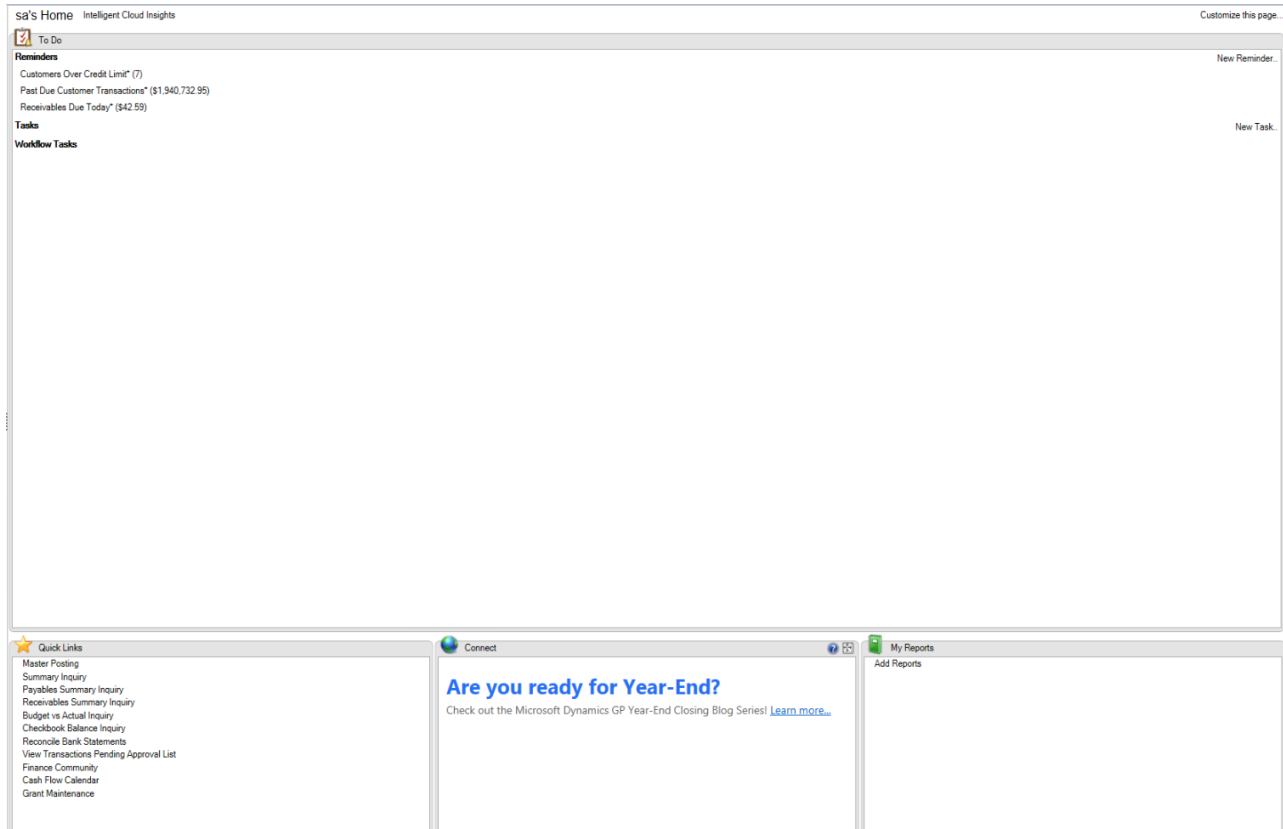 sa's Home Intelligent Cloud Insights Customize this page...
To Do
Reminders New Reminder..
Customers Over Credit Limit* (7)
Past Due Customer Transactions* ($1,940,732.95)
Receivables Due Today* ($42.59)
Tasks New Task..
Workflow Tasks
Quick Links
Master Posting
Summary Inquiry
Payables Summary Inquiry
Receivables Summary Inquiry
Budget vs Actual Inquiry
Checkbook Balance Inquiry
Reconcile Bank Statements
View Transactions Pending Approval List
Finance Community
Cash Flow Calendar
Grant Maintenance
Connect
Are you ready for Year-End?
Check out the Microsoft Dynamics GP Year-End Closing Blog Series! Learn more...
My Reports
Add Reports